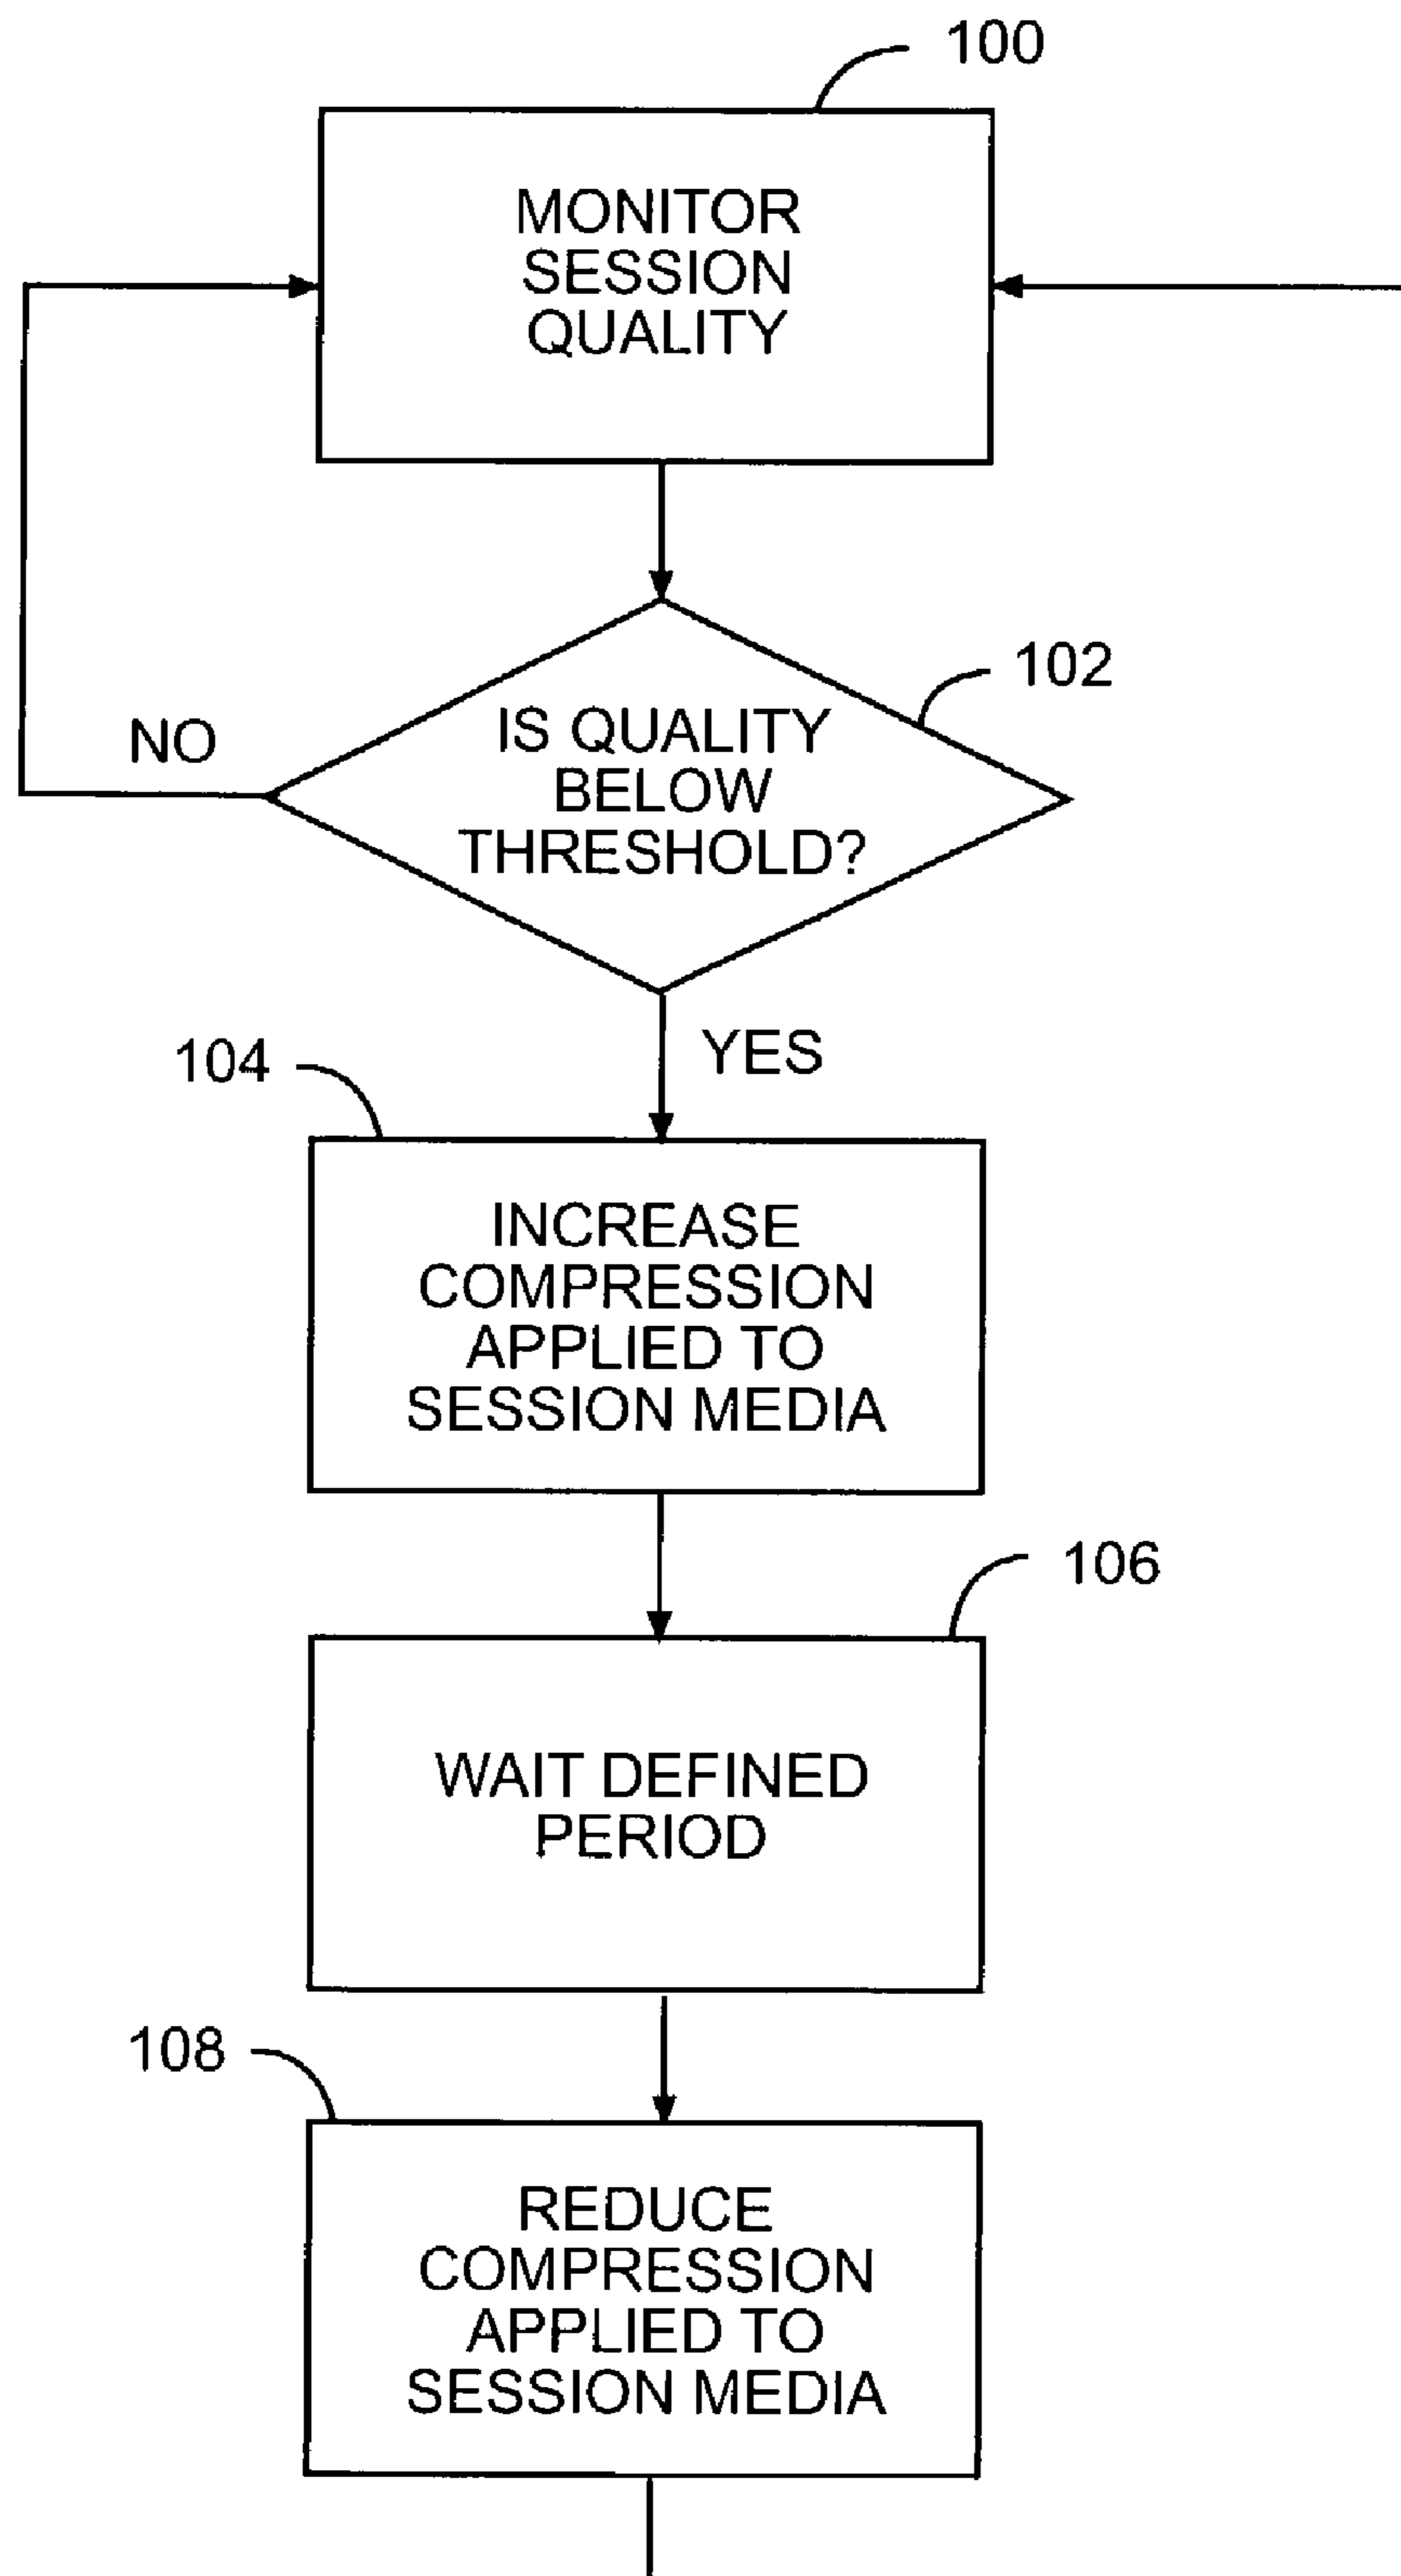 100
MONITOR
SESSION
QUALITY
102
IS QUALITY
BELOW
THRESHOLD?
NO
YES
104
INCREASE
COMPRESSION
APPLIED TO
SESSION MEDIA
106
WAIT DEFINED
PERIOD
108
REDUCE
COMPRESSION
APPLIED TO
SESSION MEDIA